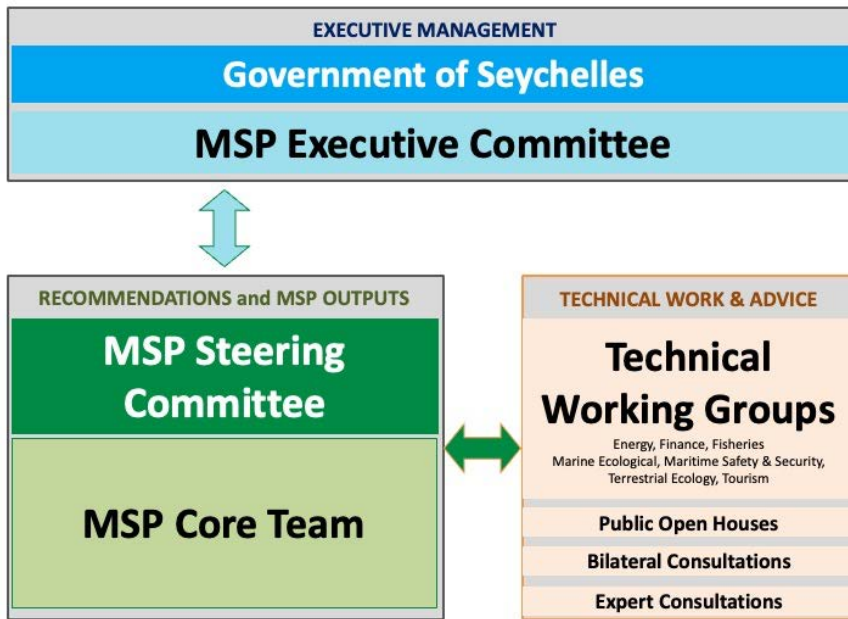 EXECUTIVE MANAGEMENT
Government of Seychelles
MSP Executive Committee
RECOMMENDATIONS and MSP OUTPUTS
MSP Steering
Committee
MSP Core Team
TECHNICAL WORK & ADVICE
Technical
Working Groups
Energy, Finance, Fisheries
Marine Ecological, Maritime Safety & Security,
Terrestrial Ecology, Tourism
Public Open Houses
Bilateral Consultations
Expert Consultations